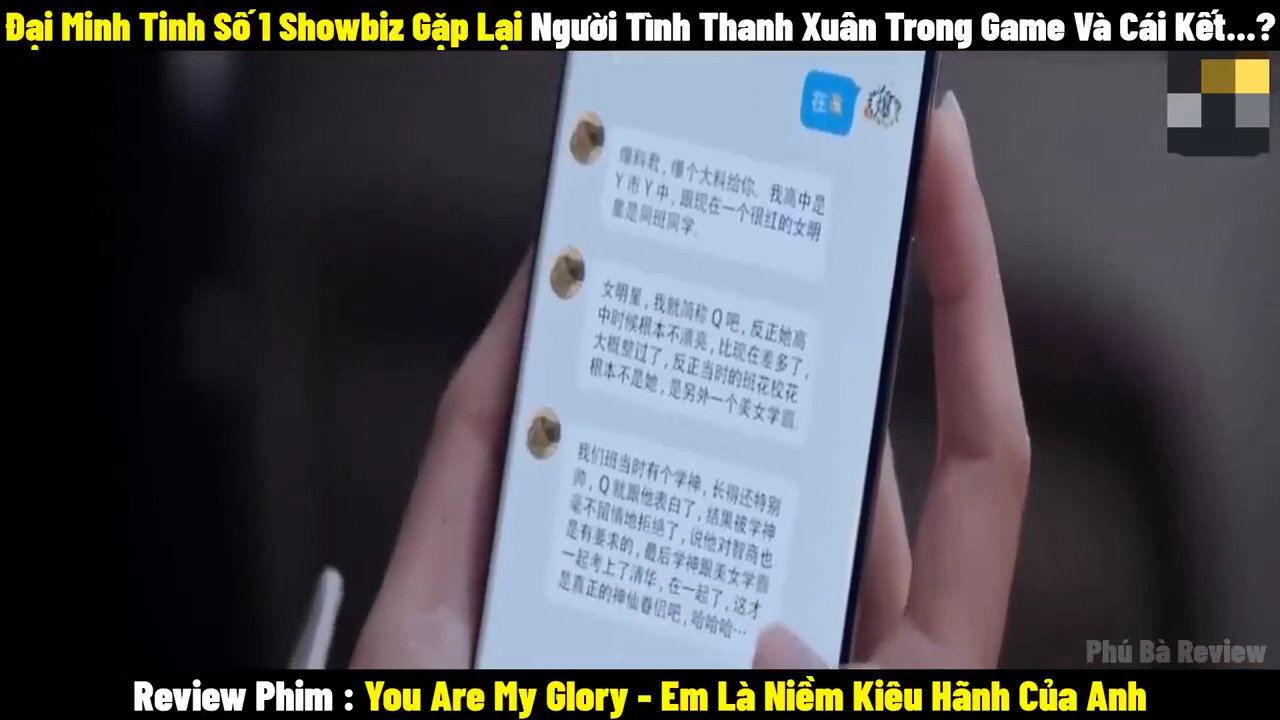 Đại Minh Tinh Số 1 Showbiz Gặp Lại Người Tình Thanh Xuân Trong Game Và Cái Kết...?
在
爆料君，爆个大料给你。我高中是
Y市Y中，跟现在一个很红的女明
星是同班同学。
女明星，我就简称Q吧，反正她高
中时候根本不漂亮，比现在差多了，
大概整过了，反正当时的班花校花
根本不是她，是另外一个美女学霸。
我们班当时有个学神，长得还特别
帅，Q就跟他表白了，结果被学神
毫不留情地拒绝了，说他对智商也
是有要求的，最后学神跟美女学霸
一起考上了清华，在一起了，这才
是真正的神仙眷侣吧，哈哈哈…
Phú Bà Review
Review Phim : You Are My Glory - Em Là Niềm Kiêu Hãnh Của Anh